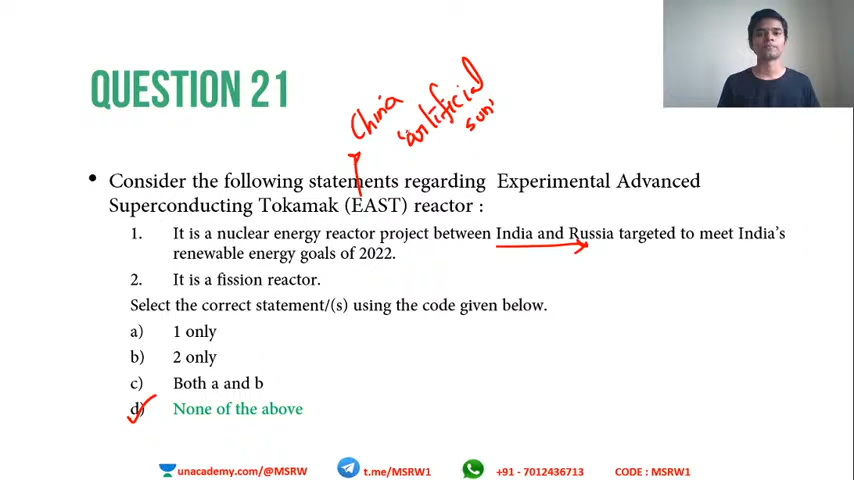 QUESTION 21
China
'artificial
sun'
• Consider the following statements regarding Experimental Advanced
Superconducting Tokamak (EAST) reactor :
1. It is a nuclear energy reactor project between India and Russia targeted to meet India's
renewable energy goals of 2022.
2. It is a fission reactor.
Select the correct statement/(s) using the code given below.
a) 1 only
b) 2 only
c) Both a and b
d) None of the above
unacademy.com/@MSRW t.me/MSRW1 +91 - 7012436713 CODE : MSRW1